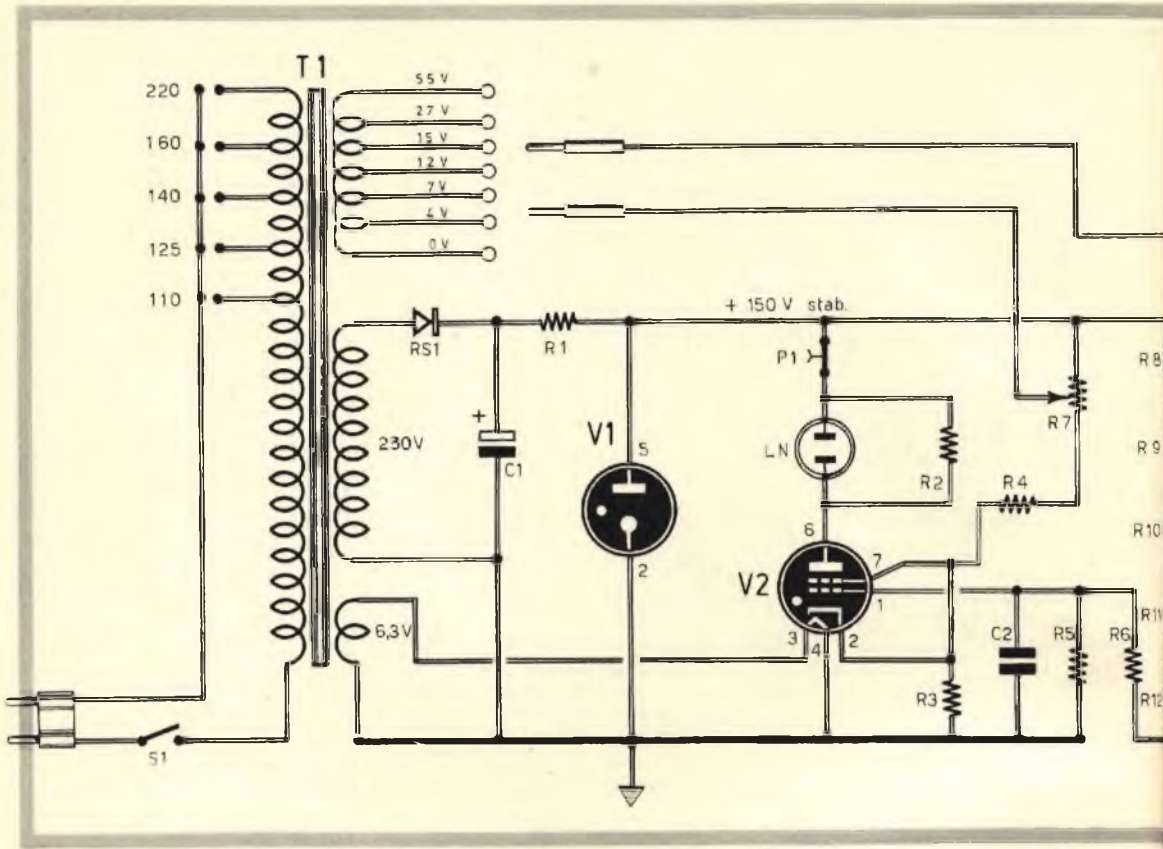 T1
220
160
140
125
110
55 V
27 V
15 V
12 V
7 V
4 V
0 V
+ 150 V stab.
RS1
R1
P1
R8
R7
230V
+
C1
V1
5
LN
R2
R9
R4
6
7
R10
2
V2
1
6,3V
3
4
2
C2
R5
R6
R11
R3
R12
S1